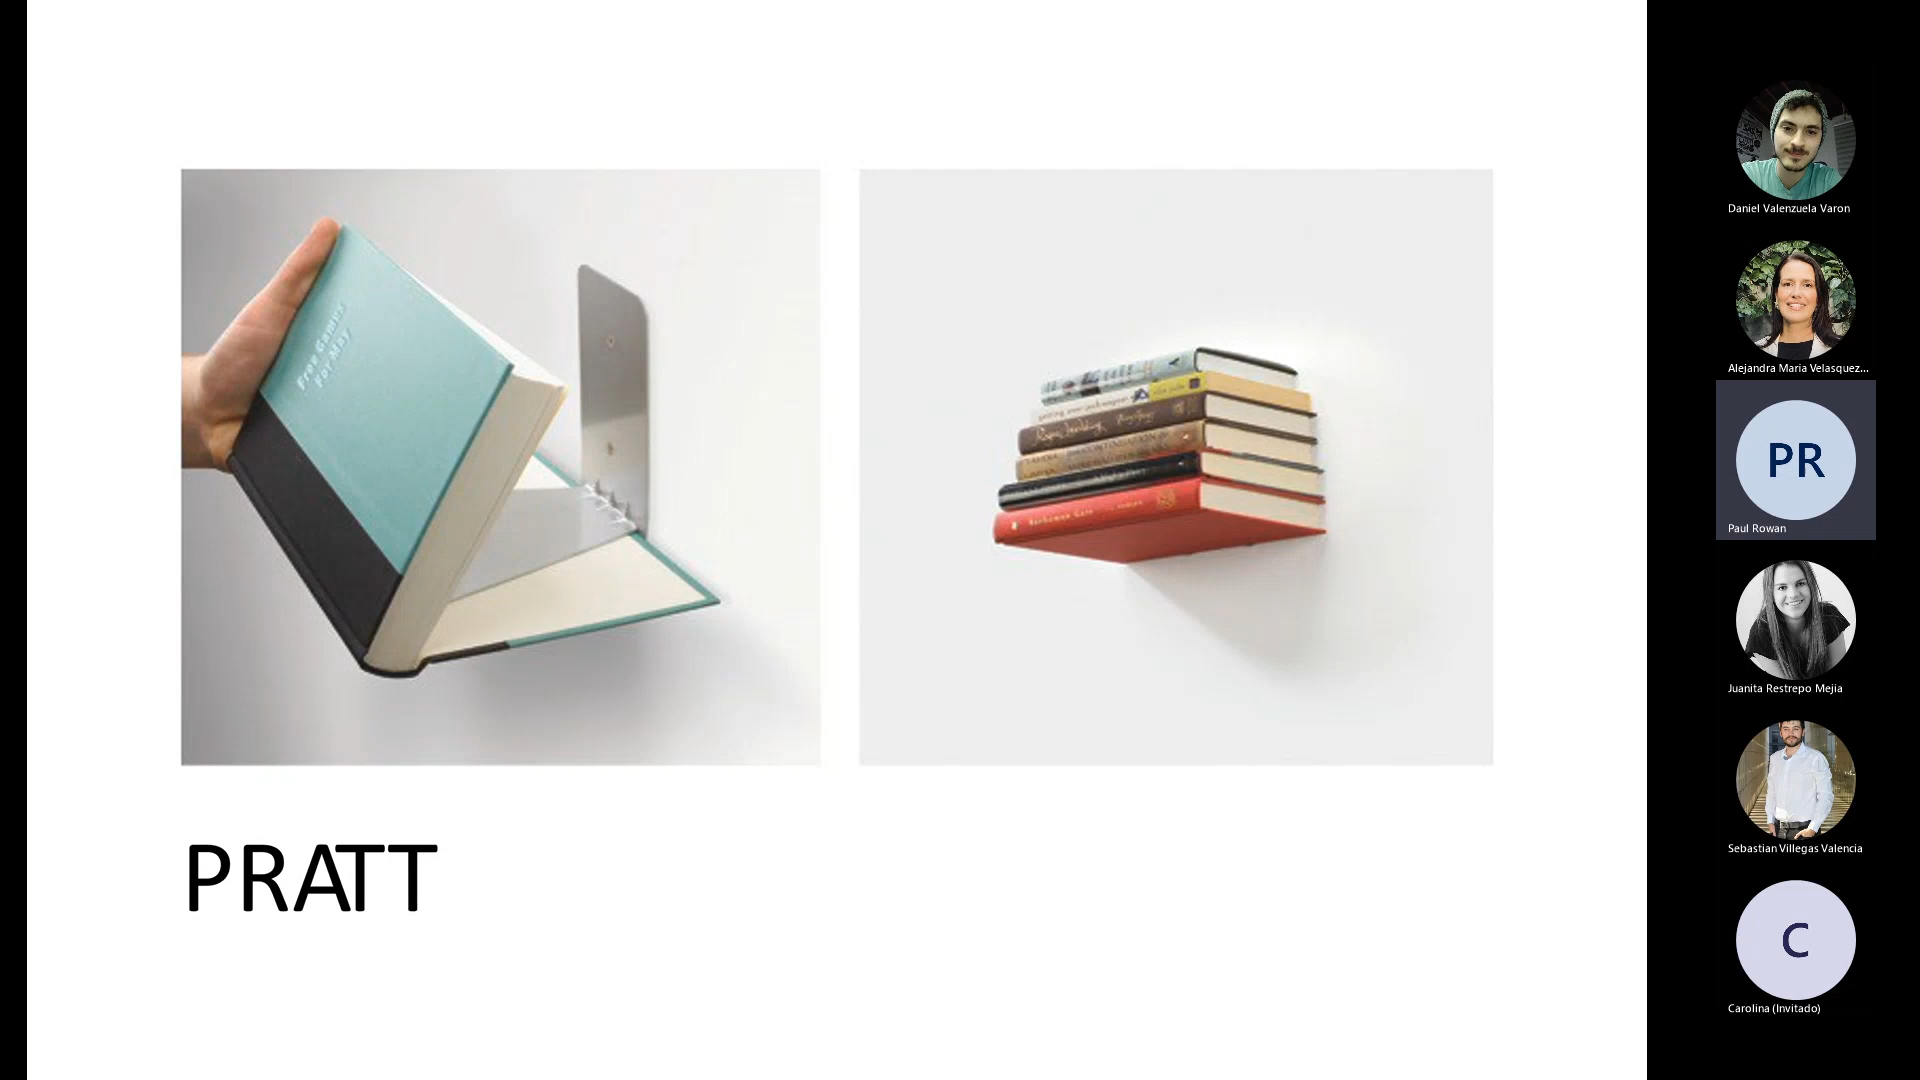 Free Games
For May
PRATT
Daniel Valenzuela Varon
Alejandra Maria Velasquez...
PR
Paul Rowan
Juanita Restrepo Mejia
Sebastian Villegas Valencia
C
Carolina (Invitado)